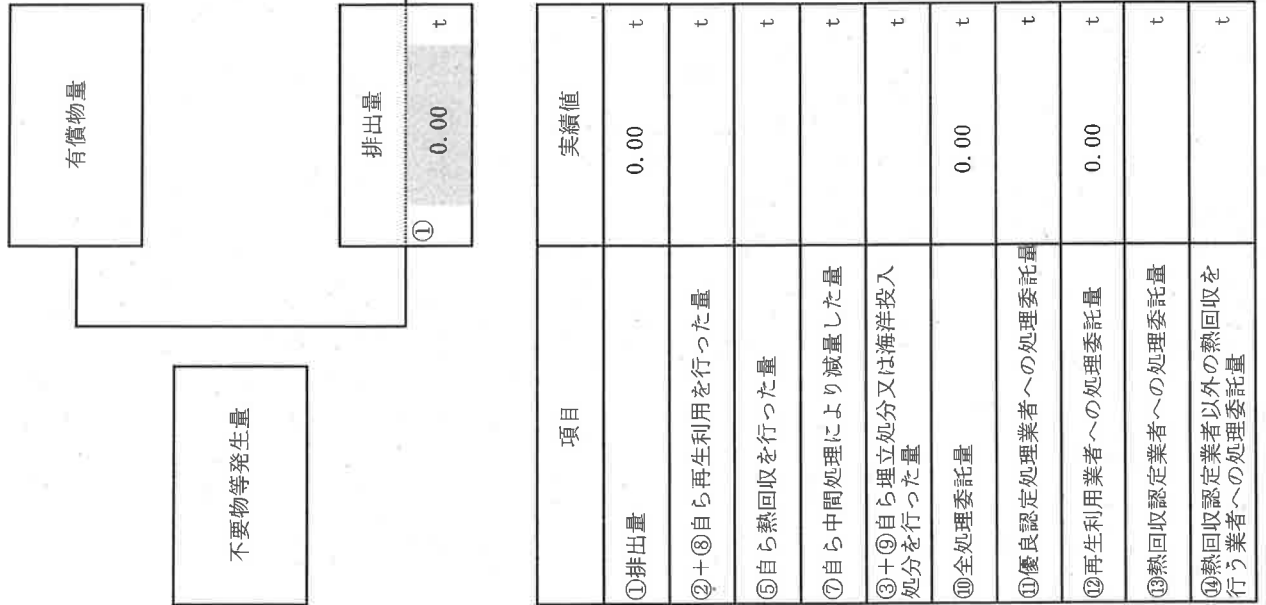 有償物量
不要物等発生量
排出量
① 0.00 t
項目 実績値
①排出量 0.00 t
②＋⑧自ら再生利用を行った量 t
⑤自ら熱回収を行った量 t
⑦自ら中間処理により減量した量 t
③＋⑨自ら埋立処分又は海洋投入
処分を行った量 t
⑩全処理委託量 0.00 t
⑪優良認定処理業者への処理委託量 t
⑫再生利用業者への処理委託量 0.00 t
⑬熱回収認定業者への処理委託量 t
⑭熱回収認定業者以外の熱回収を
行う業者への処理委託量 t